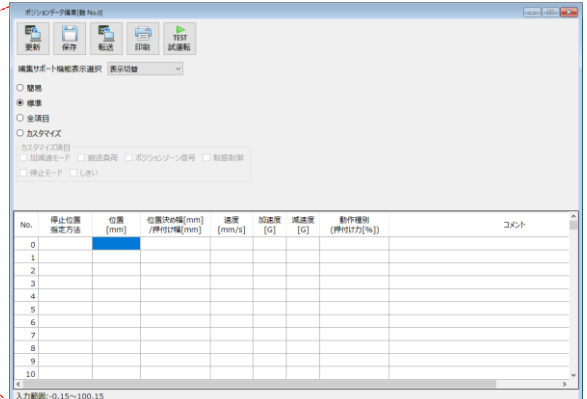 ポジションデータ編集[軸 No.0]
更新 保存 転送 印刷 TEST 試運転
編集サポート機能表示選択 表示切替
簡易
標準
全項目
カスタマイズ
カスタマイズ項目
加減速モード 搬送負荷 ポジションゾーン信号 制振制御
停止モード しきい
No. 停止位置 指定方法 位置 [mm] 位置決め幅[mm] /押付け幅[mm] 速度 [mm/s] 加速度 [G] 減速度 [G] 動作種別 (押付け力[%]) コメント
0
1
2
3
4
5
6
7
8
9
10
入力範囲:-0.15~100.15